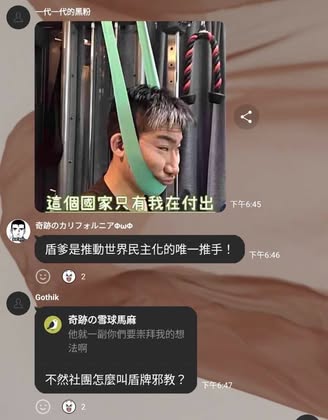 一代一代的黑粉
這個國家只有我在付出
下午6:45
奇跡のカリフォルニアΦωΦ
盾爹是推動世界民主化的唯一推手！
下午6:46
2
Gothik
奇跡の雪球馬麻
他就一副你們要崇拜我的想
法啊
不然社團怎麼叫盾牌邪教？
下午6:47
2